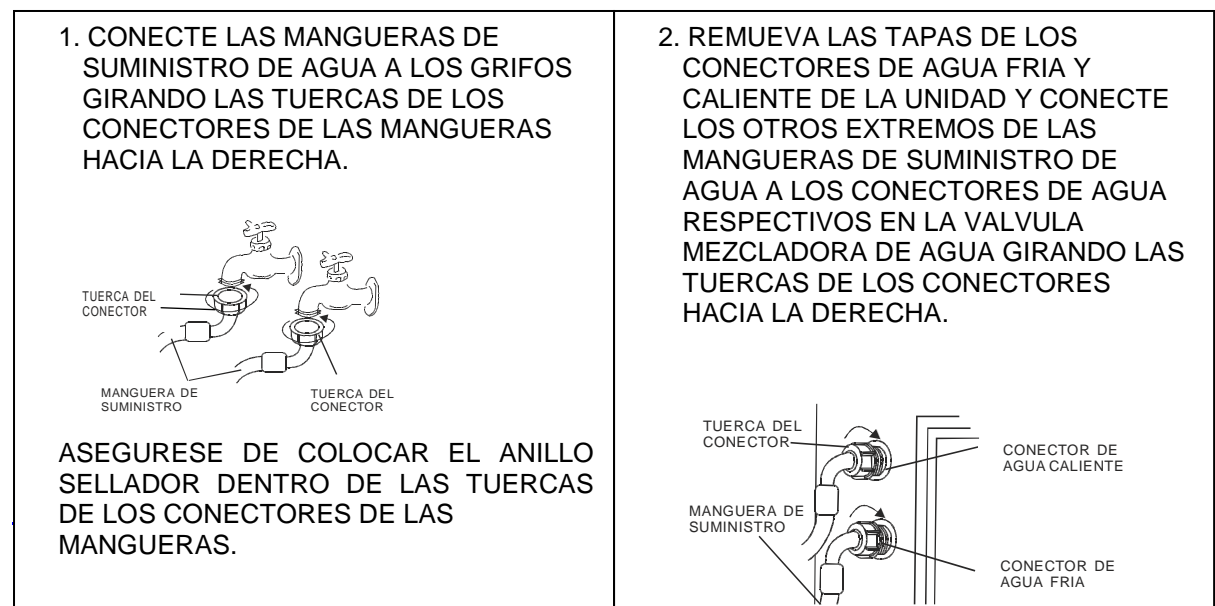 1. CONECTE LAS MANGUERAS DE
SUMINISTRO DE AGUA A LOS GRIFOS
GIRANDO LAS TUERCAS DE LOS
CONECTORES DE LAS MANGUERAS
HACIA LA DERECHA.
TUERCA DEL
CONECTOR
MANGUERA DE
SUMINISTRO
TUERCA DEL
CONECTOR
ASEGURESE DE COLOCAR EL ANILLO
SELLADOR DENTRO DE LAS TUERCAS
DE LOS CONECTORES DE LAS
MANGUERAS.
2. REMUEVA LAS TAPAS DE LOS
CONECTORES DE AGUA FRIA Y
CALIENTE DE LA UNIDAD Y CONECTE
LOS OTROS EXTREMOS DE LAS
MANGUERAS DE SUMINISTRO DE
AGUA A LOS CONECTORES DE AGUA
RESPECTIVOS EN LA VALVULA
MEZCLADORA DE AGUA GIRANDO LAS
TUERCAS DE LOS CONECTORES
HACIA LA DERECHA.
TUERCA DEL
CONECTOR
CONECTOR DE
AGUA CALIENTE
MANGUERA DE
SUMINISTRO
CONECTOR DE
AGUA FRIA